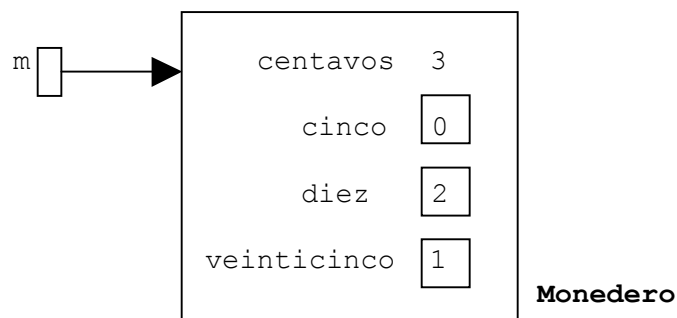 m
centavos 3
cinco 0
diez 2
veinticinco 1
Monedero